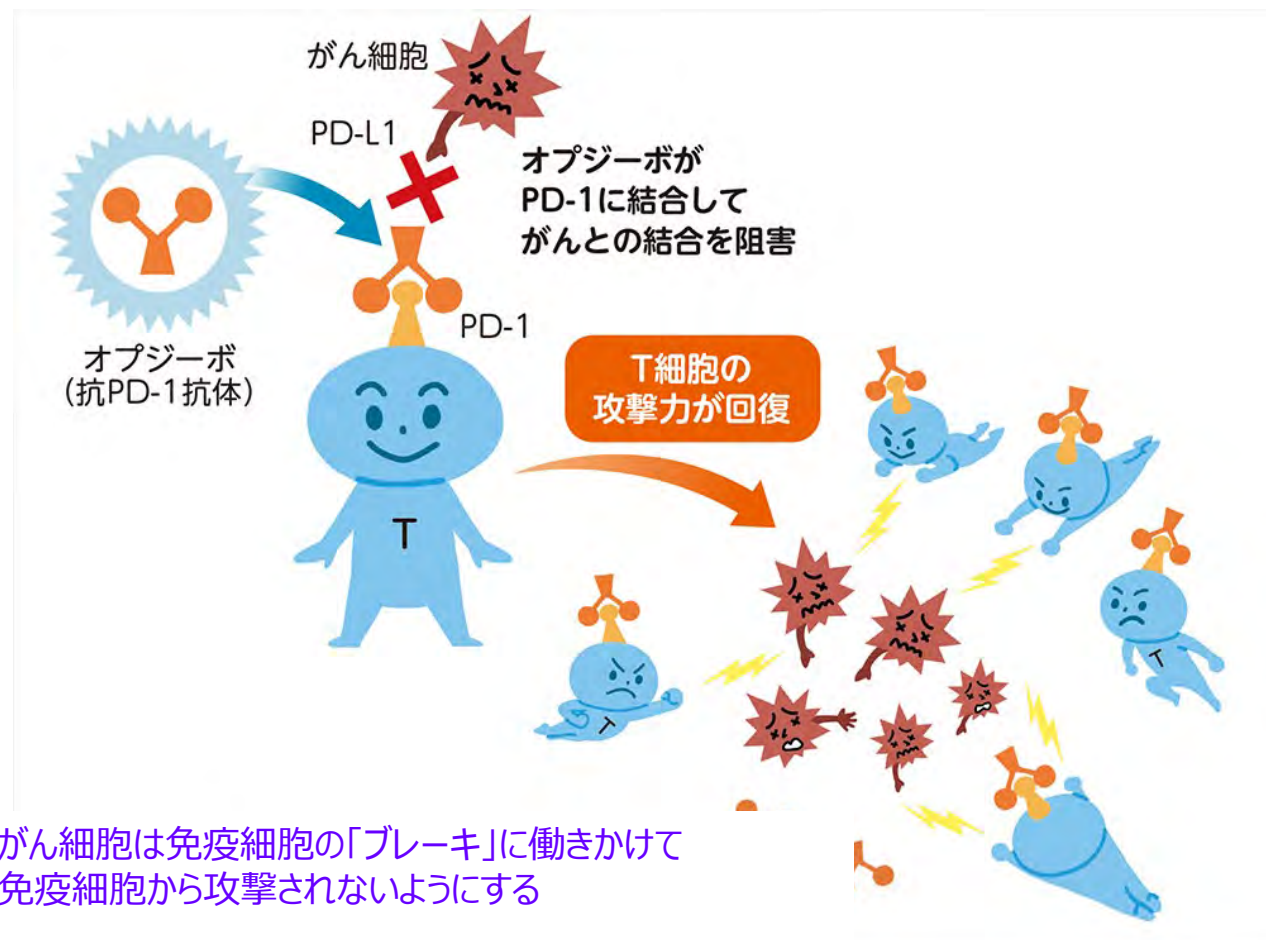 がん細胞
PD-L1
オプジーボが
PD-1に結合して
がんとの結合を阻害
PD-1
オプジーボ
(抗PD-1抗体)
T細胞の
攻撃力が回復
T
T
T
がん細胞は免疫細胞の「ブレーキ」に働きかけて
免疫細胞から攻撃されないようにする